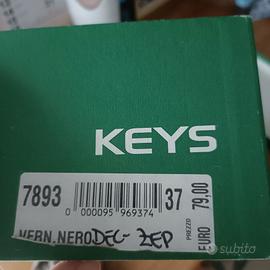 KEYS
7893
37
79,00
0 000095 969374
PREZZO
EURO
VERN.NERO DEC- ZEP
subito